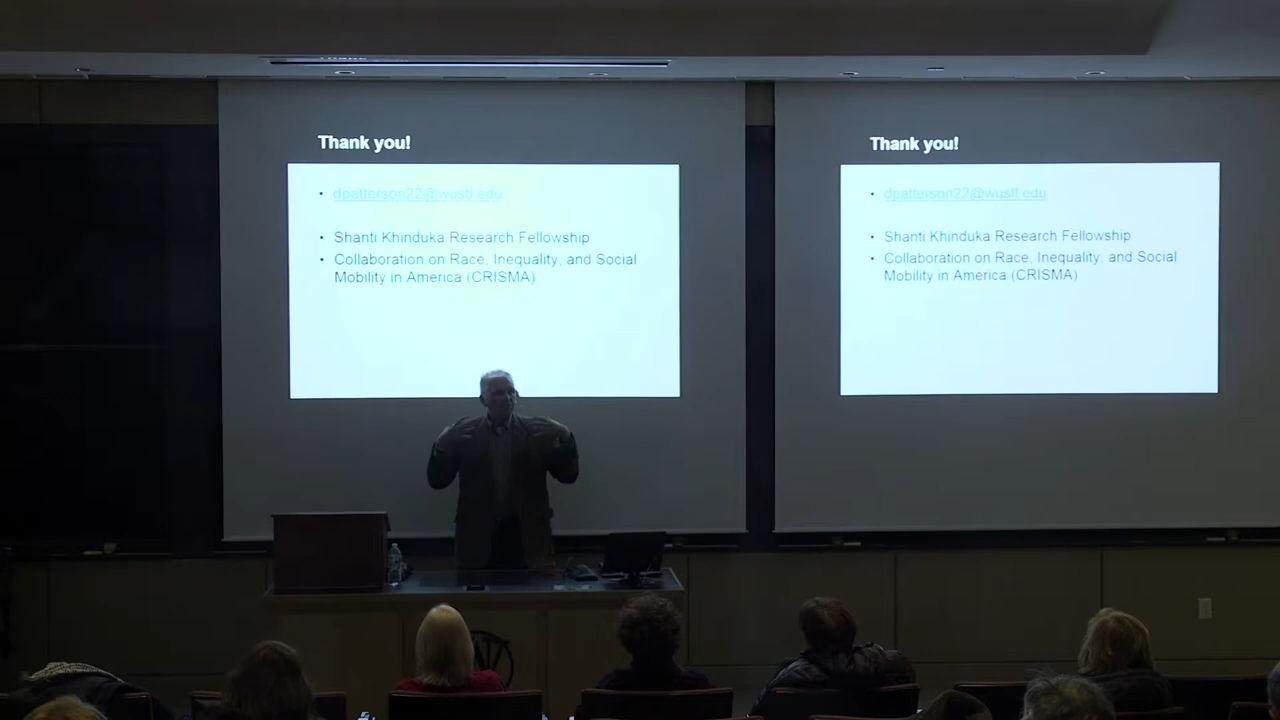 Thank you!
dpatterson22@wustl.edu
Shanti Khinduka Research Fellowship
Collaboration on Race, Inequality, and Social
Mobility in America (CRISMA)
Thank you!
dpatterson22@wustl.edu
Shanti Khinduka Research Fellowship
Collaboration on Race, Inequality, and Social
Mobility in America (CRISMA)